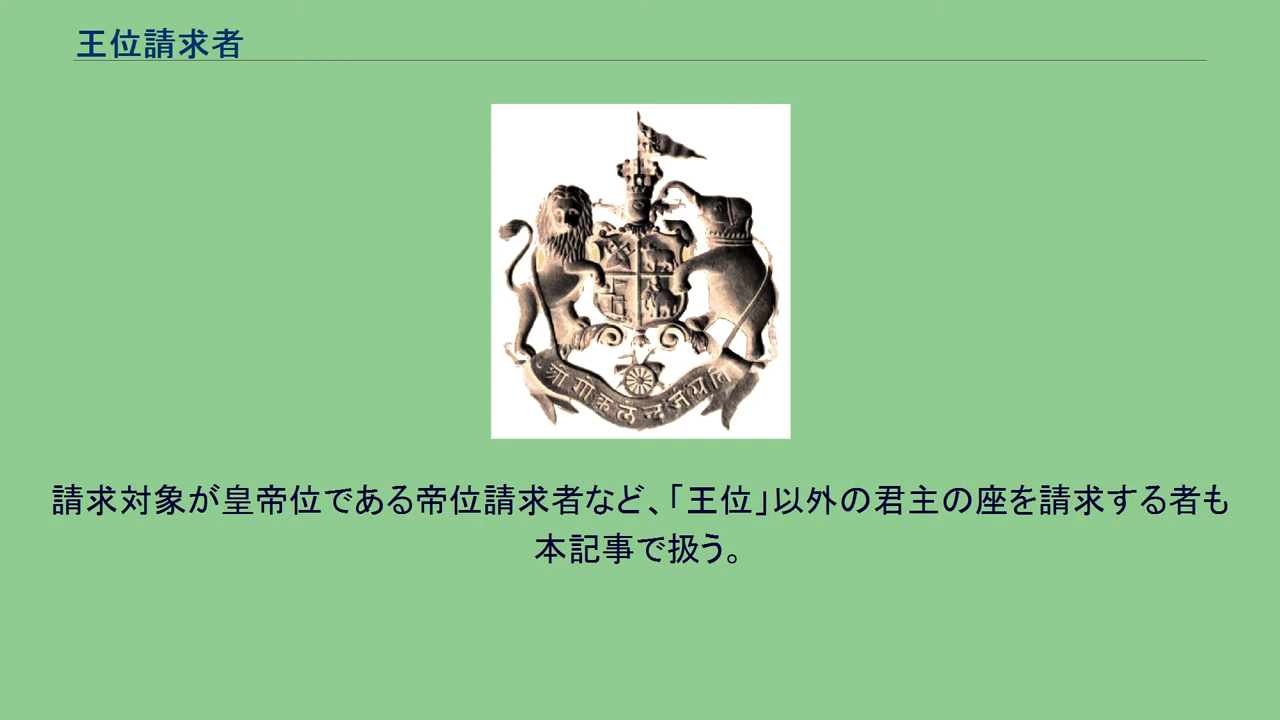 王位請求者
श्री गोकुलेन्दुर्जयति
請求対象が皇帝位である帝位請求者など、「王位」以外の君主の座を請求する者も
本記事で扱う。